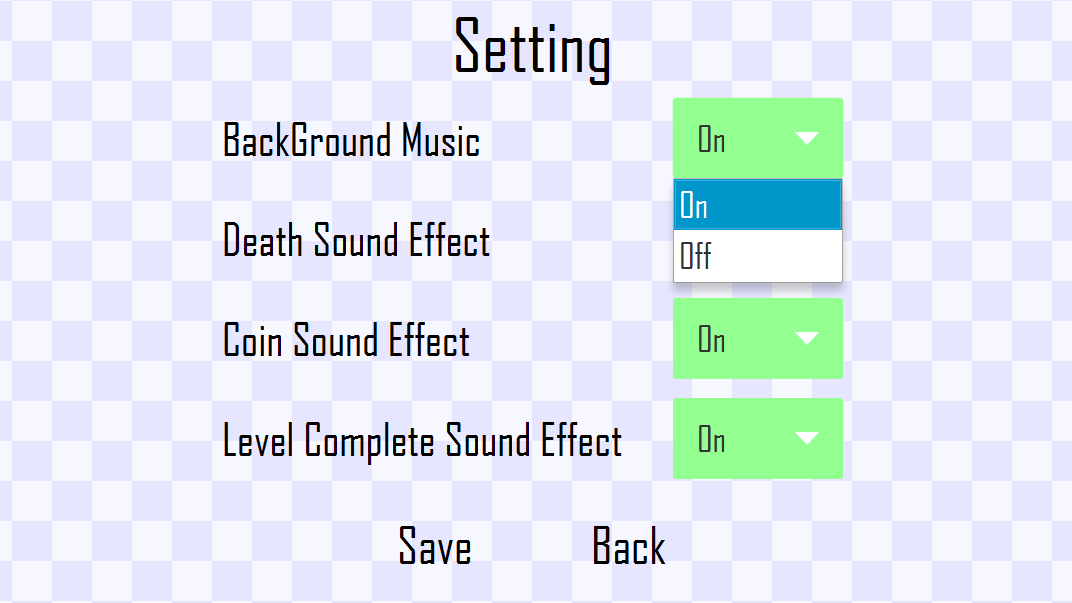 Setting
BackGround Music On
On
Death Sound Effect
Off
Coin Sound Effect On
Level Complete Sound Effect On
Save Back